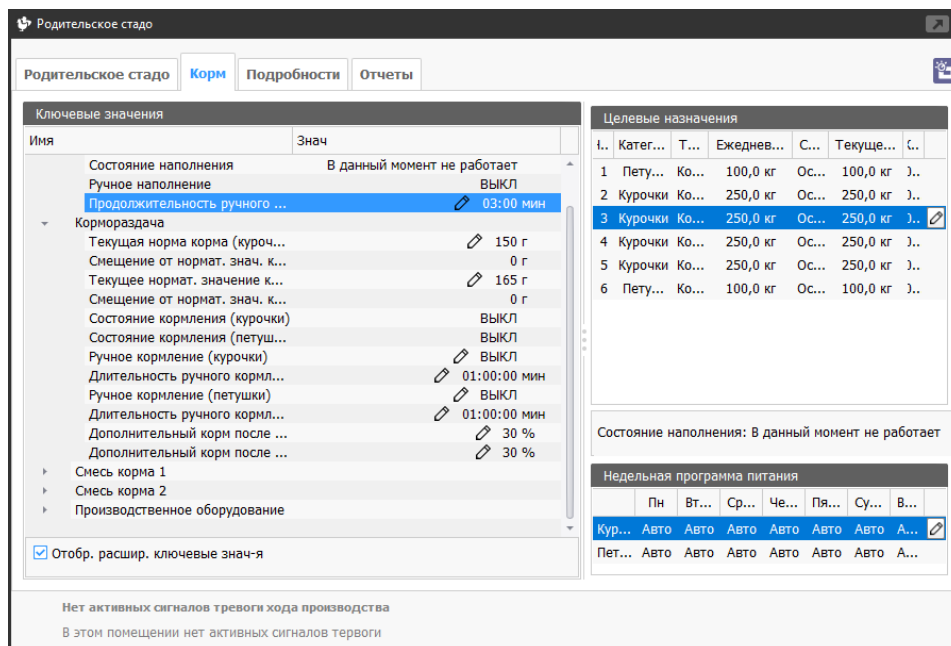 Родительское стадо
Родительское стадо Корм Подробности Отчеты
Ключевые значения
Имя Знач
Состояние наполнения В данный момент не работает
Ручное наполнение ВЫКЛ
Продолжительность ручного ... 03:00 мин
Кормораздача
Текущая норма корма (куроч... 150 г
Смещение от нормат. знач. к... 0 г
Текущее нормат. значение к... 165 г
Смещение от нормат. знач. к... 0 г
Состояние кормления (курочки) ВЫКЛ
Состояние кормления (петуш... ВЫКЛ
Ручное кормление (курочки) ВЫКЛ
Длительность ручного кормл... 01:00:00 мин
Ручное кормление (петушки) ВЫКЛ
Длительность ручного кормл... 01:00:00 мин
Дополнительный корм после ... 30 %
Дополнительный корм после ... 30 %
Смесь корма 1
Смесь корма 2
Производственное оборудование
Отобр. расшир. ключевые знач-я
Целевые назначения
Катег... Т... Ежеднев... С... Текуще...
1 Пету... Ко... 100,0 кг Ос... 100,0 кг
2 Курочки Ко... 250,0 кг Ос... 250,0 кг
3 Курочки Ко... 250,0 кг Ос... 250,0 кг
4 Курочки Ко... 250,0 кг Ос... 250,0 кг
5 Курочки Ко... 250,0 кг Ос... 250,0 кг
6 Пету... Ко... 100,0 кг Ос... 100,0 кг
Состояние наполнения: В данный момент не работает
Недельная программа питания
Пн Вт... Ср... Че... Пя... Су... В...
Кур... Авто Авто Авто Авто Авто Авто А...
Пет... Авто Авто Авто Авто Авто Авто А...
Нет активных сигналов тревоги хода производства
В этом помещении нет активных сигналов тервоги